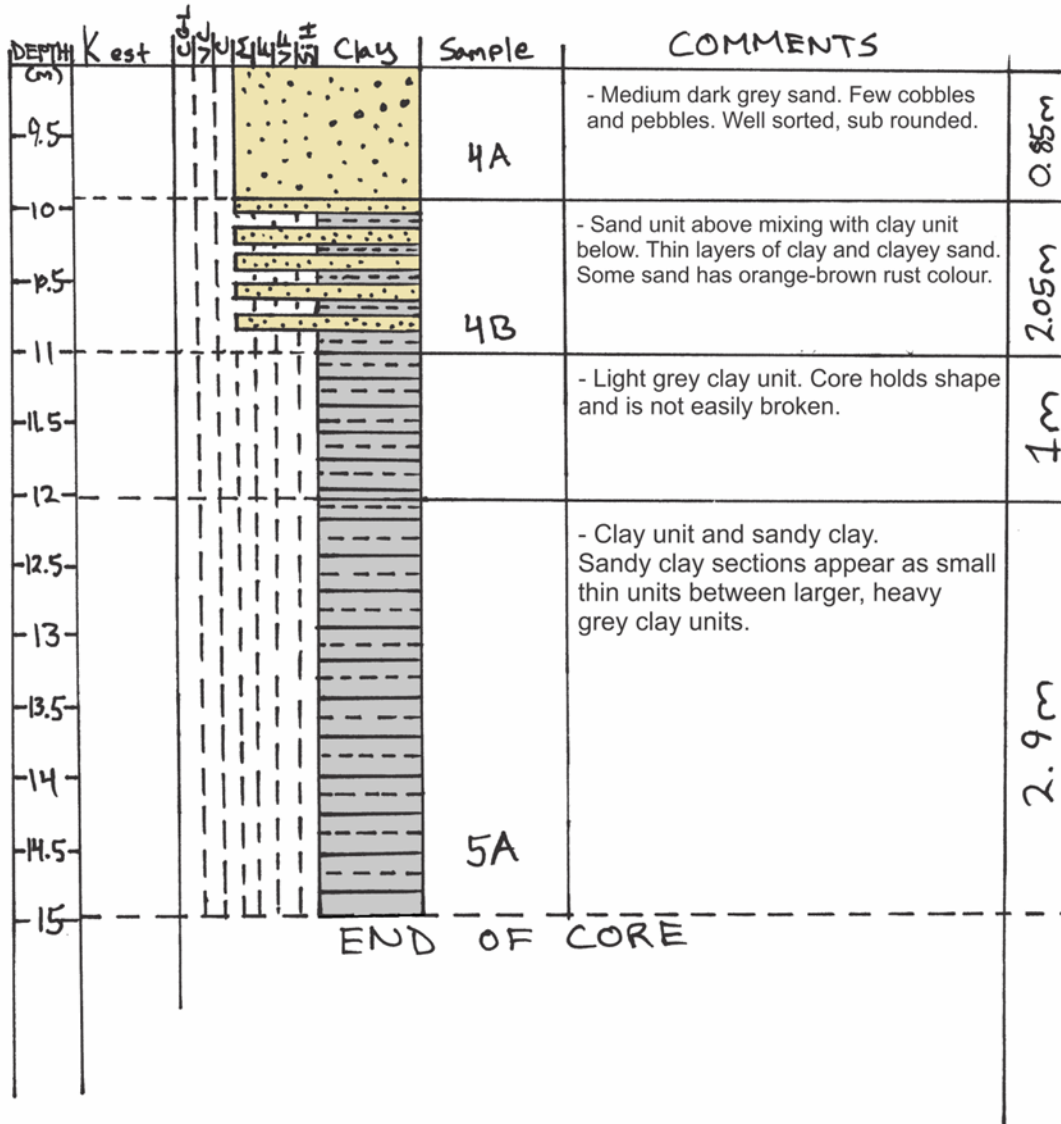 DEPTH (m) K est Cbl VC C M F VF Silt Clay Sample COMMENTS
- Medium dark grey sand. Few cobbles
and pebbles. Well sorted, sub rounded.
9.5
4A
0.85m
10
- Sand unit above mixing with clay unit
below. Thin layers of clay and clayey sand.
Some sand has orange-brown rust colour.
10.5
4B
2.05m
11
- Light grey clay unit. Core holds shape
and is not easily broken.
11.5
1m
12
- Clay unit and sandy clay.
Sandy clay sections appear as small
thin units between larger, heavy
grey clay units.
12.5
13
13.5
2.9m
14
14.5
5A
15
END OF CORE